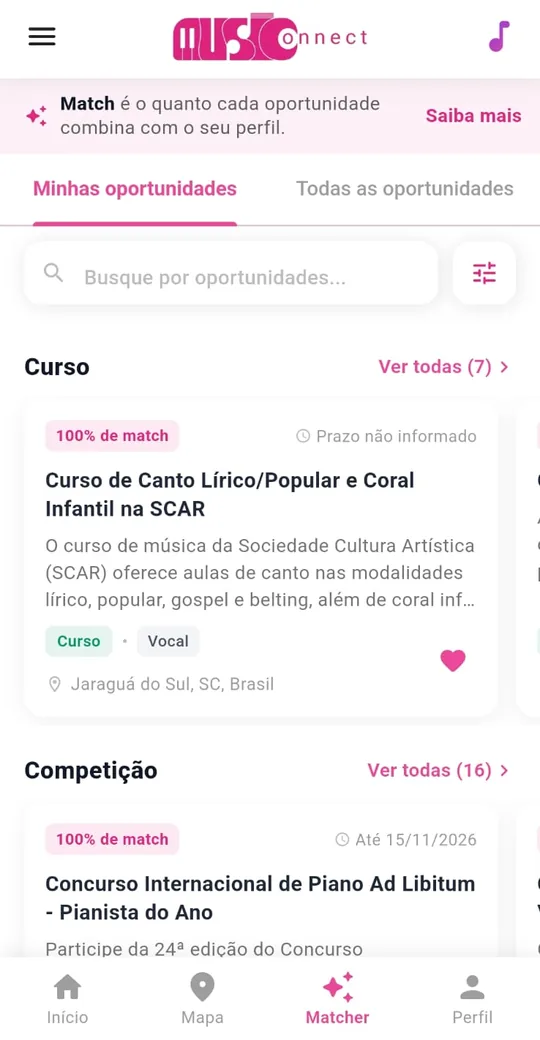 musiConnect
Match é o quanto cada oportunidade
combina com o seu perfil.
Saiba mais
Minhas oportunidades
Todas as oportunidades
Busque por oportunidades...
Curso
Ver todas (7)
100% de match
Prazo não informado
Curso de Canto Lírico/Popular e Coral
Infantil na SCAR
O curso de música da Sociedade Cultura Artística
(SCAR) oferece aulas de canto nas modalidades
lírico, popular, gospel e belting, além de coral inf…
Curso • Vocal
Jaraguá do Sul, SC, Brasil
Competição
Ver todas (16)
100% de match
Até 15/11/2026
Concurso Internacional de Piano Ad Libitum
- Pianista do Ano
Participe da 24ª edição do Concurso
Início
Mapa
Matcher
Perfil